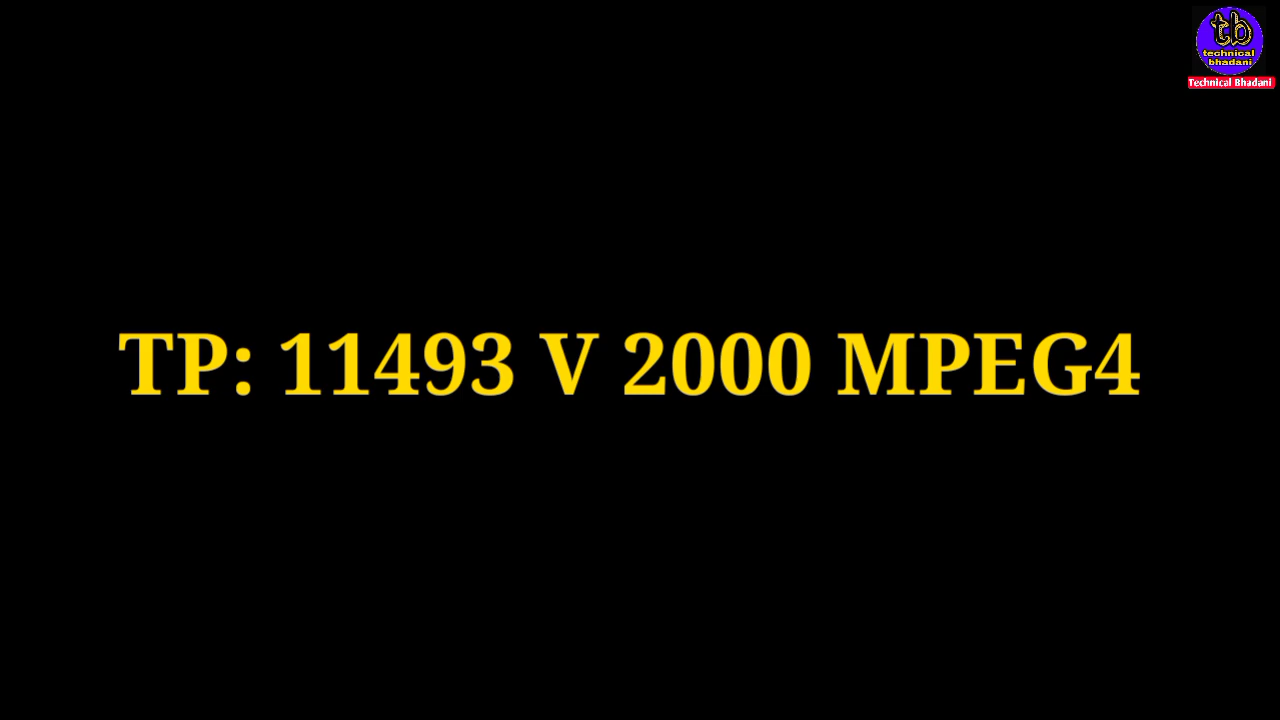 tb
technical
bhadani
Technical Bhadani
TP: 11493 V 2000 MPEG4